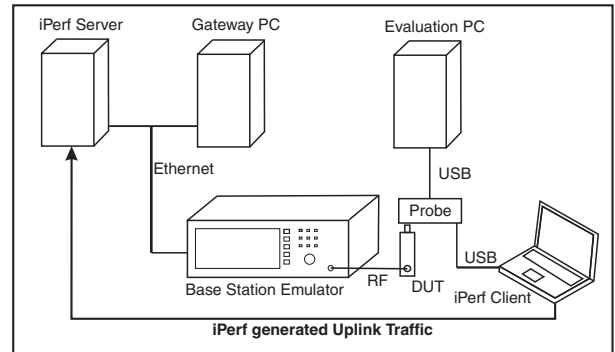 iPerf Server
Gateway PC
Evaluation PC
Ethernet
USB
Probe
USB
RF
DUT
iPerf Client
Base Station Emulator
iPerf generated Uplink Traffic